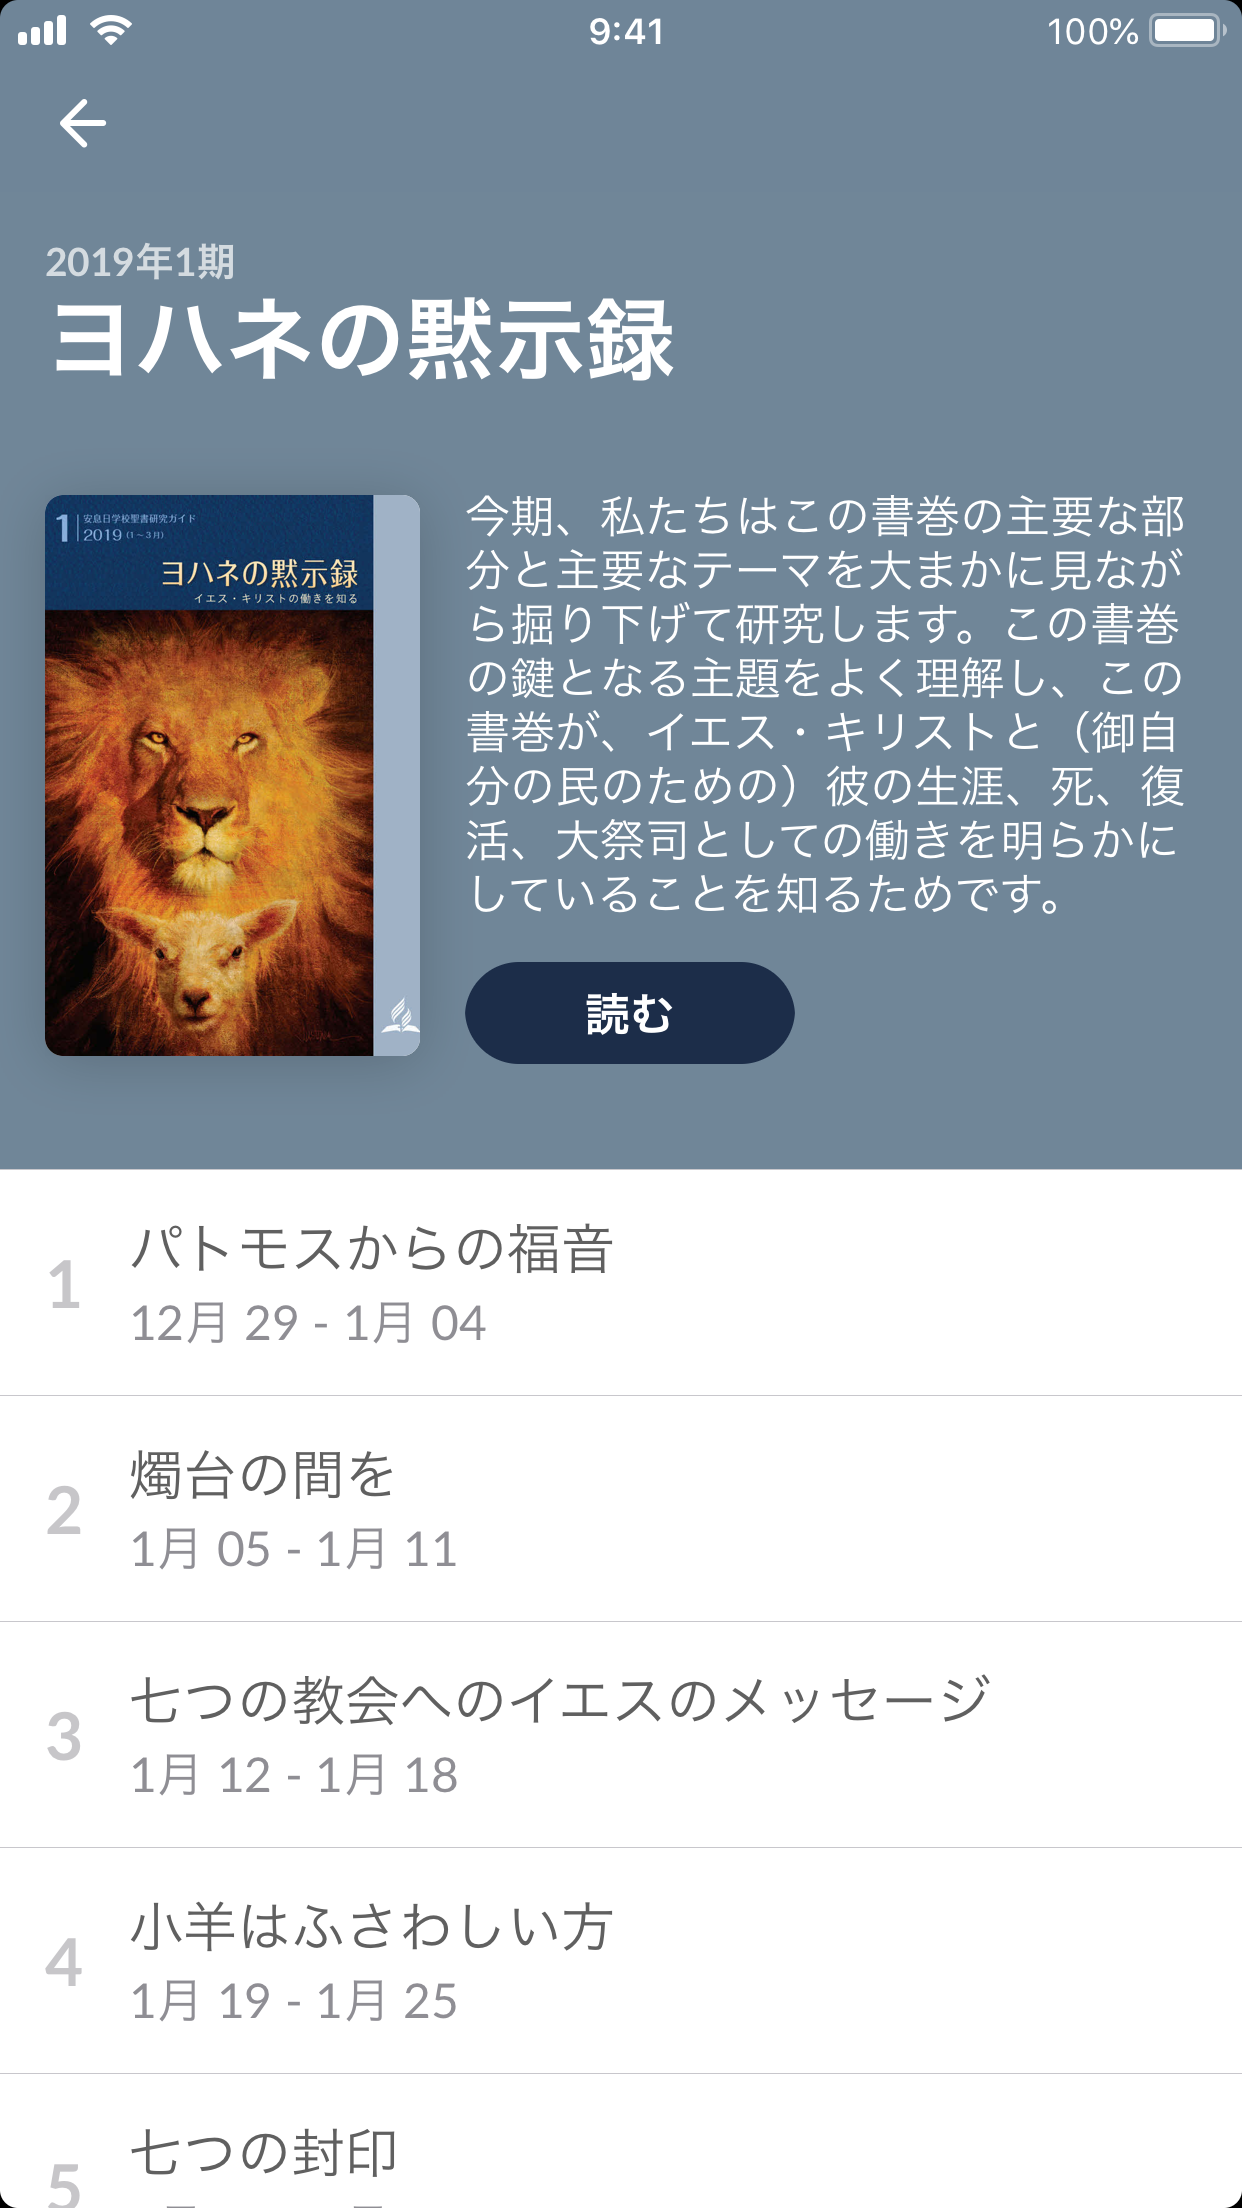 9:41
100%
2019年1期
ヨハネの黙示録
1 安息日学校聖書研究ガイド
2019 (1~3月)
ヨハネの黙示録
イエス・キリストの働きを知る
今期、私たちはこの書巻の主要な部
分と主要なテーマを大まかに見なが
ら掘り下げて研究します。この書巻
の鍵となる主題をよく理解し、この
書巻が、イエス・キリストと（御自
分の民のための）彼の生涯、死、復
活、大祭司としての働きを明らかに
していることを知るためです。
読む
1
パトモスからの福音
12月 29 - 1月 04
2
燭台の間を
1月 05 - 1月 11
3
七つの教会へのイエスのメッセージ
1月 12 - 1月 18
4
小羊はふさわしい方
1月 19 - 1月 25
5
七つの封印